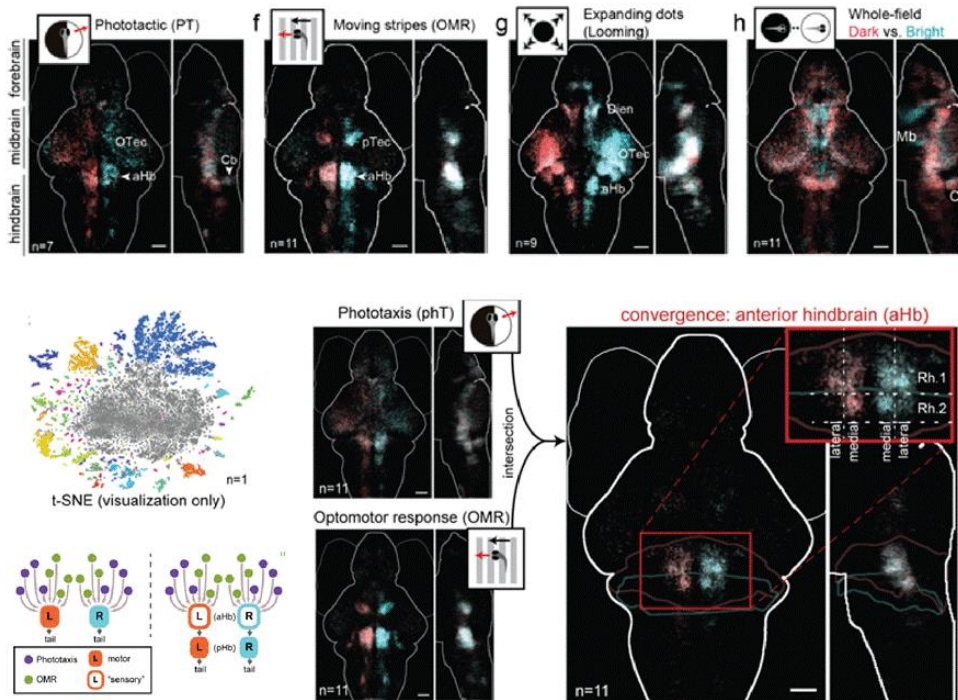 Phototactic (PT)
forebrain
midbrain
hindbrain
OTec
Cb
aHb
n=7
f
Moving stripes (OMR)
pTec
aHb
n=11
g
Expanding dots
(Looming)
Dien
OTec
aHb
n=9
h
Whole-field
Dark vs. Bright
Mb
C
n=11
t-SNE (visualization only)
n=1
L
R
tail
tail
L
(aHb)
R
L
(pHb)
R
tail
tail
Phototaxis
L
motor
OMR
L
"sensory"
Phototaxis (phT)
n=11
Optomotor response (OMR)
n=11
intersection
convergence: anterior hindbrain (aHb)
Rh.1
Rh.2
lateral
medial
medial
lateral
n=11